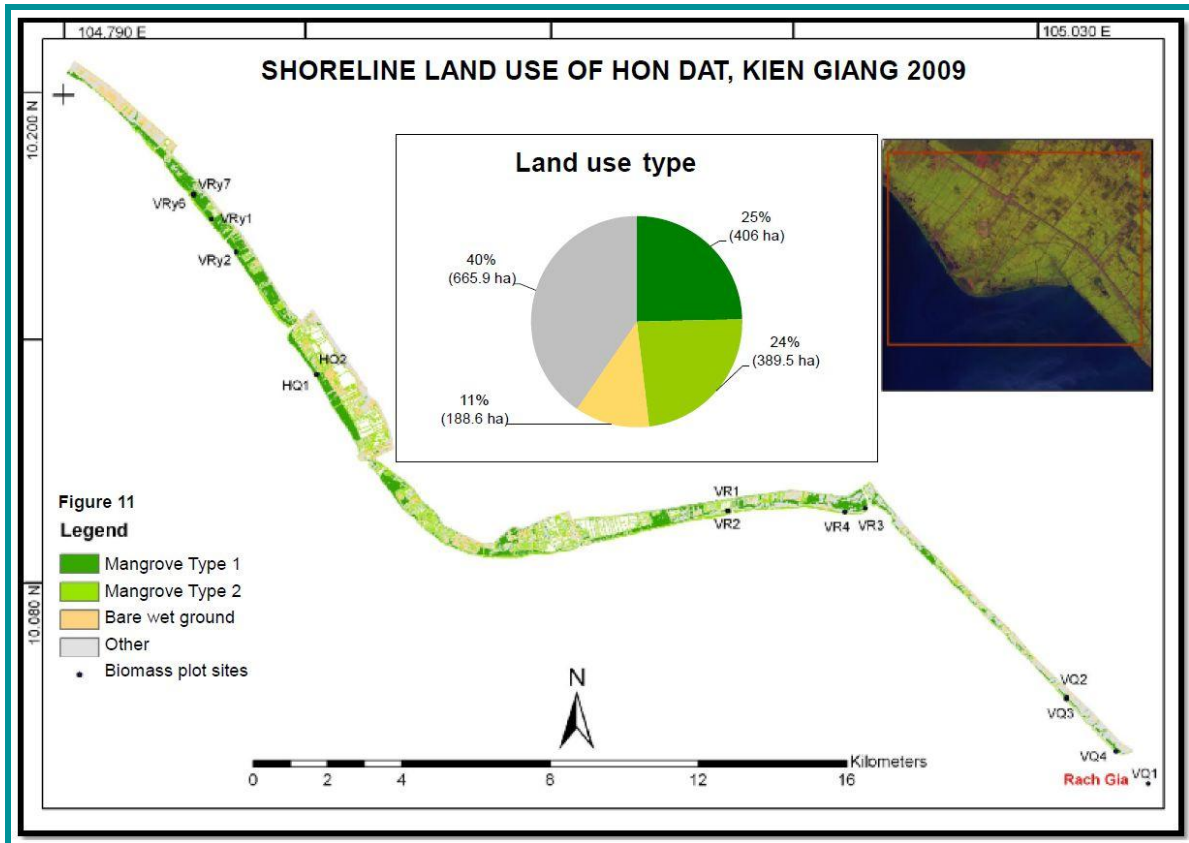 104.790 E
105.030 E
SHORELINE LAND USE OF HON DAT, KIEN GIANG 2009
10.200 N
Land use type
25%
(406 ha)
40%
(665.9 ha)
24%
(389.5 ha)
11%
(188.6 ha)
VRy7
VRy6
VRy1
VRy2
HQ2
HQ1
VR1
VR2
VR4
VR3
Figure 11
Legend
Mangrove Type 1
Mangrove Type 2
Bare wet ground
Other
Biomass plot sites
10.080 N
N
Kilometers
0 2 4 8 12 16
VQ2
VQ3
VQ4
VQ1
Rach Gia